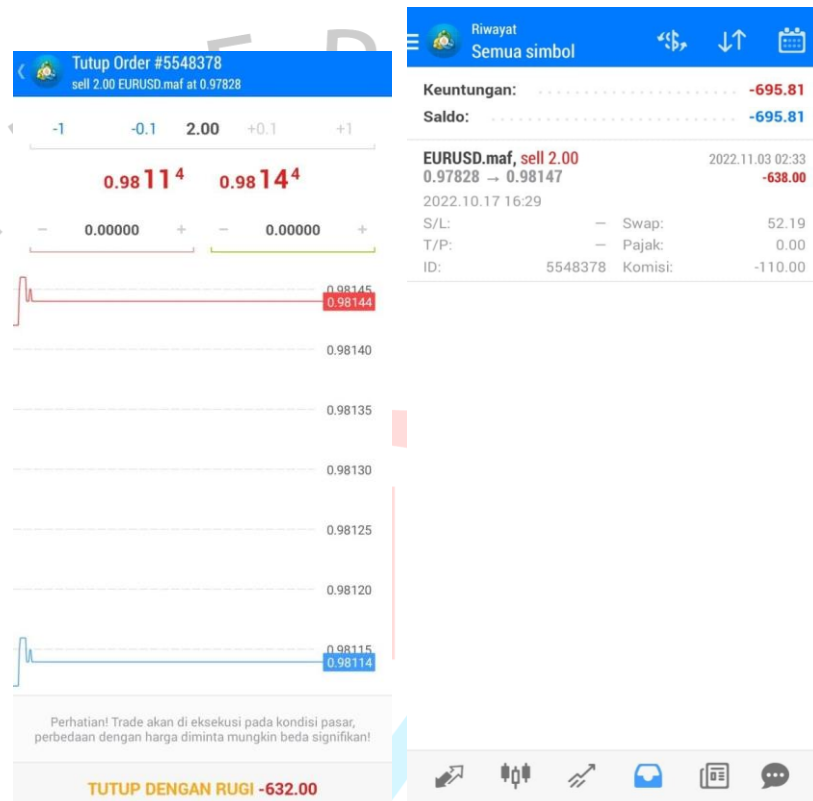 Tutup Order #5548378
sell 2.00 EURUSD.maf at 0.97828
-1 -0.1 2.00 +0.1 +1
0.98114 0.98144
− 0.00000 + − 0.00000 +
0.98145
0.98144
0.98140
0.98135
0.98130
0.98125
0.98120
0.98115
0.98114
Perhatian! Trade akan di eksekusi pada kondisi pasar,
perbedaan dengan harga diminta mungkin beda signifikan!
TUTUP DENGAN RUGI -632.00
Riwayat
Semua simbol
Keuntungan: -695.81
Saldo: -695.81
EURUSD.maf, sell 2.00 2022.11.03 02:33
0.97828 → 0.98147 -638.00
2022.10.17 16:29
S/L: – Swap: 52.19
T/P: – Pajak: 0.00
ID: 5548378 Komisi: -110.00